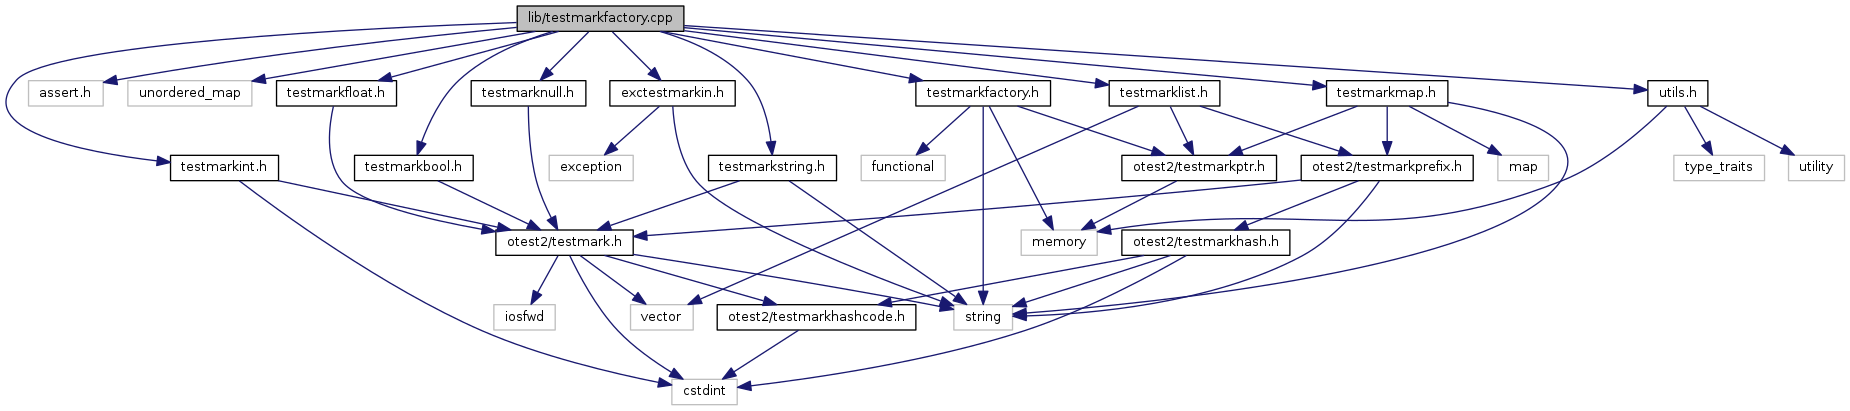 lib/testmarkfactory.cpp
assert.h
unordered_map
testmarkfloat.h
testmarknull.h
exctestmarkin.h
testmarkfactory.h
testmarklist.h
testmarkmap.h
utils.h
testmarkint.h
testmarkbool.h
exception
testmarkstring.h
functional
otest2/testmarkptr.h
otest2/testmarkprefix.h
map
type_traits
utility
otest2/testmark.h
memory
otest2/testmarkhash.h
iosfwd
vector
otest2/testmarkhashcode.h
string
cstdint